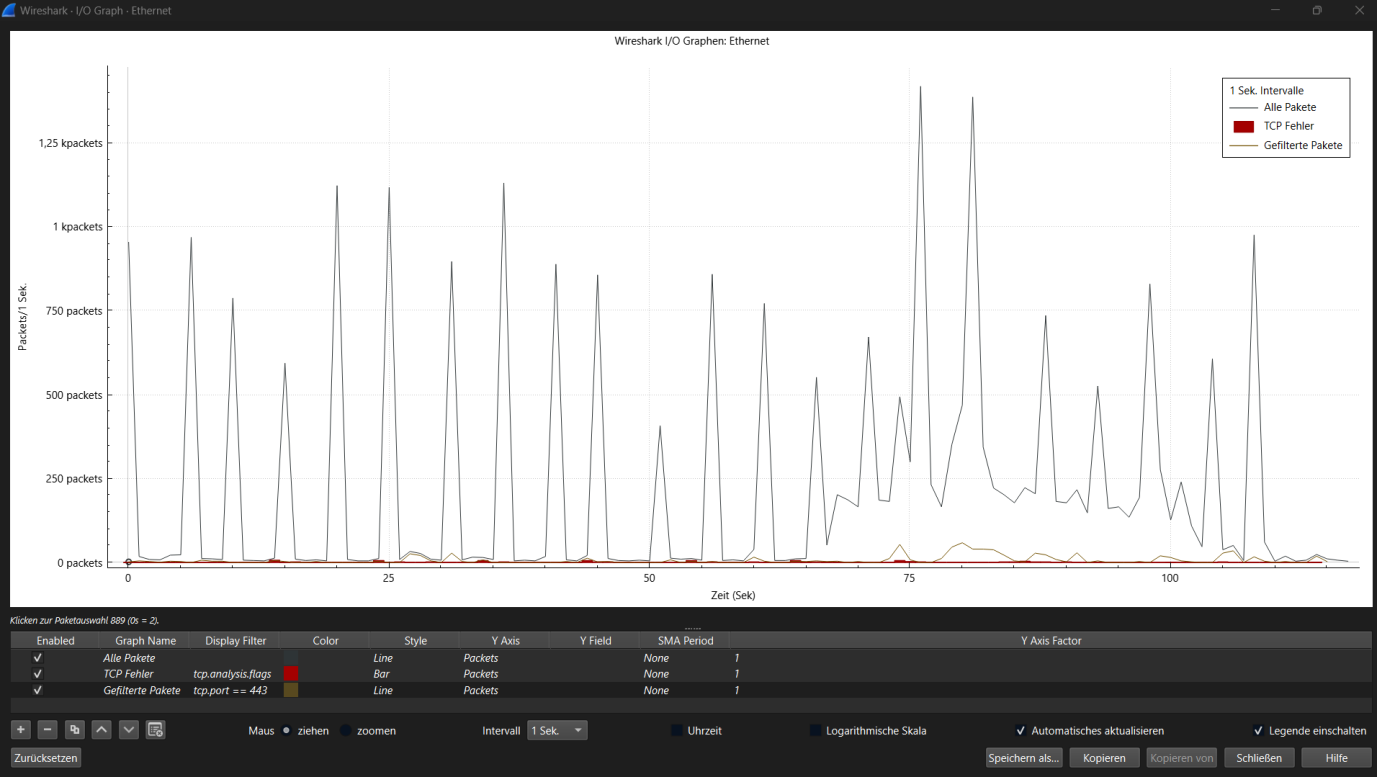 Wireshark · I/O Graph · Ethernet
Wireshark I/O Graphen: Ethernet
1 Sek. Intervalle
Alle Pakete
TCP Fehler
Gefilterte Pakete
1,25 kpackets
1 kpackets
750 packets
500 packets
250 packets
0 packets
Packets/1 Sek.
0 25 50 75 100
Zeit (Sek)
Klicken zur Paketauswahl 889 (0s = 2).
Enabled Graph Name Display Filter Color Style Y Axis Y Field SMA Period Y Axis Factor
Alle Pakete Line Packets None 1
TCP Fehler tcp.analysis.flags Bar Packets None 1
Gefilterte Pakete tcp.port == 443 Line Packets None 1
Maus ziehen zoomen Intervall 1 Sek. Uhrzeit Logarithmische Skala Automatisches aktualisieren Legende einschalten
Zurücksetzen Speichern als... Kopieren Kopieren von Schließen Hilfe